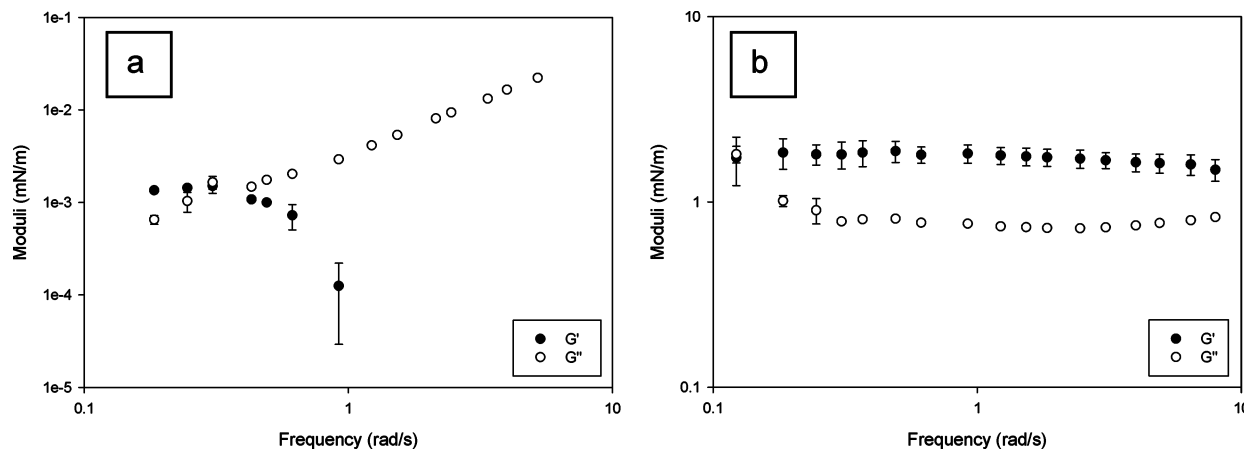 a
Moduli (mN/m)
1e-1
1e-2
1e-3
1e-4
1e-5
0.1
1
10
Frequency (rad/s)
G'
G"
b
Moduli (mN/m)
10
1
0.1
0.1
1
10
Frequency (rad/s)
G'
G"